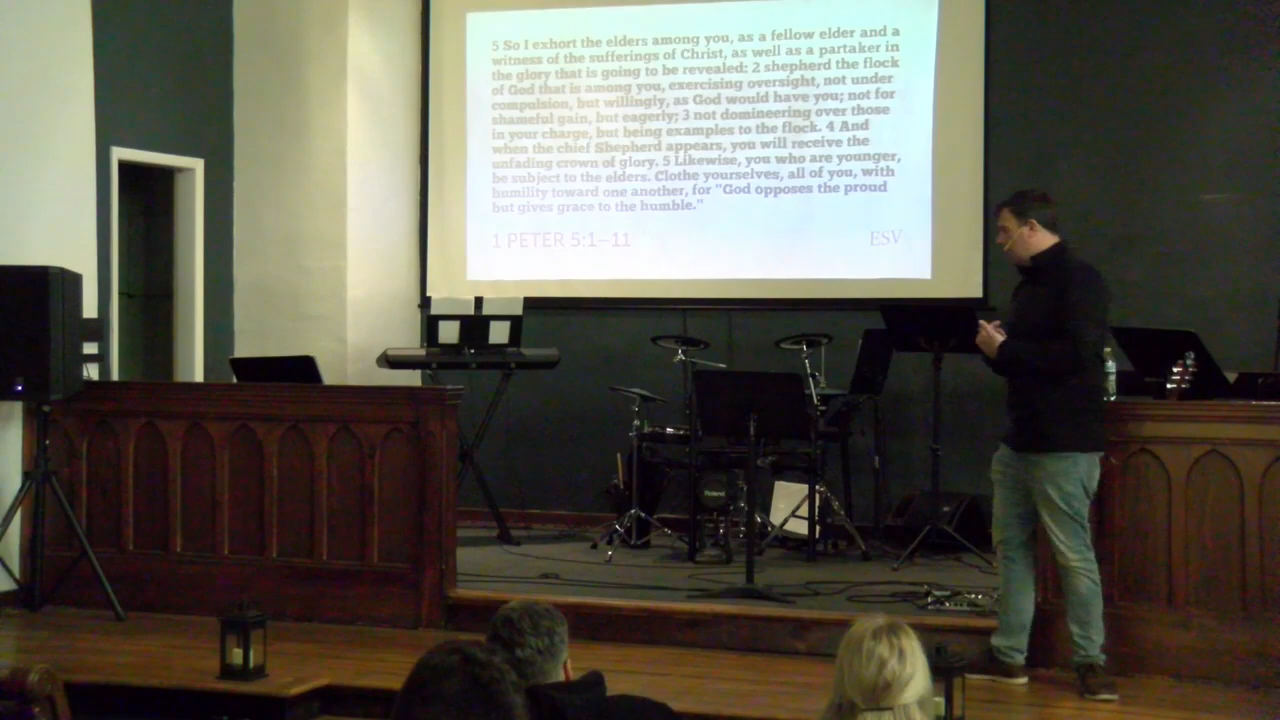 5 So I exhort the elders among you, as a fellow elder and a
witness of the sufferings of Christ, as well as a partaker in
the glory that is going to be revealed: 2 shepherd the flock
of God that is among you, exercising oversight, not under
compulsion, but willingly, as God would have you; not for
shameful gain, but eagerly; 3 not domineering over those
in your charge, but being examples to the flock. 4 And
when the chief Shepherd appears, you will receive the
unfading crown of glory. 5 Likewise, you who are younger,
be subject to the elders. Clothe yourselves, all of you, with
humility toward one another, for "God opposes the proud
but gives grace to the humble."
1 PETER 5:1–11 ESV
Roland